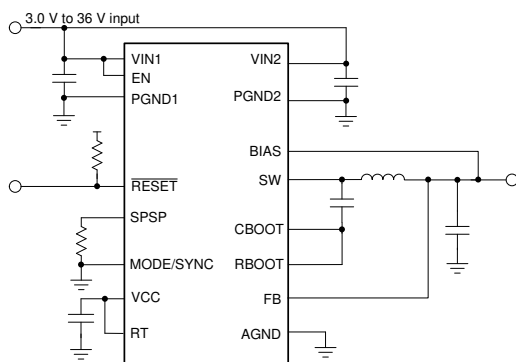 3.0 V to 36 V input
VIN1
VIN2
EN
PGND1
PGND2
BIAS
RESET
SW
SPSP
CBOOT
MODE/SYNC
RBOOT
VCC
FB
RT
AGND